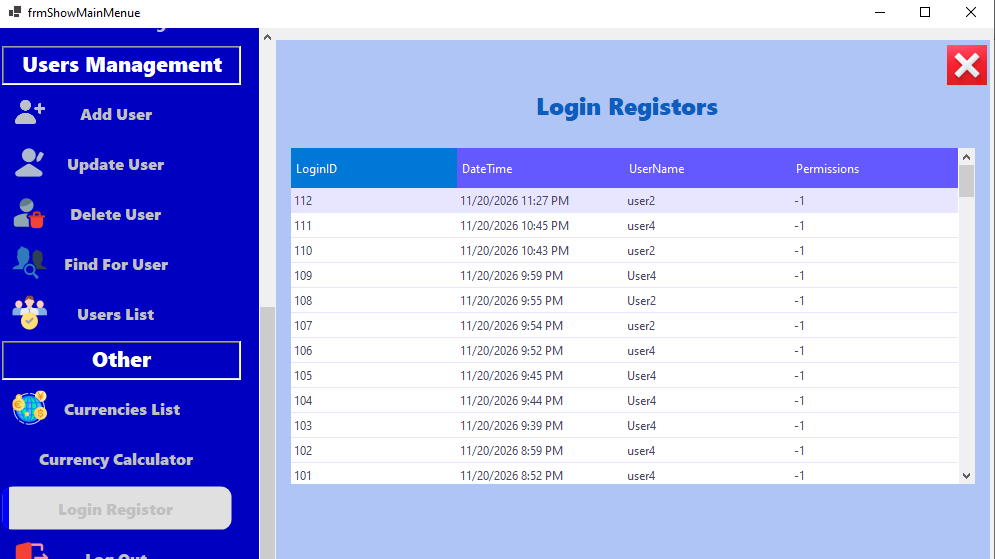 frmShowMainMenue
Users Management
Add User
Update User
Delete User
Find For User
Users List
Other
Currencies List
Currency Calculator
Login Registor
Log Out
Login Registors
LoginID DateTime UserName Permissions
112 11/20/2026 11:27 PM user2 -1
111 11/20/2026 10:45 PM user4 -1
110 11/20/2026 10:43 PM user2 -1
109 11/20/2026 9:59 PM User4 -1
108 11/20/2026 9:55 PM User2 -1
107 11/20/2026 9:54 PM user2 -1
106 11/20/2026 9:52 PM user4 -1
105 11/20/2026 9:45 PM User4 -1
104 11/20/2026 9:44 PM User4 -1
103 11/20/2026 9:39 PM User4 -1
102 11/20/2026 8:59 PM user4 -1
101 11/20/2026 8:52 PM user4 -1